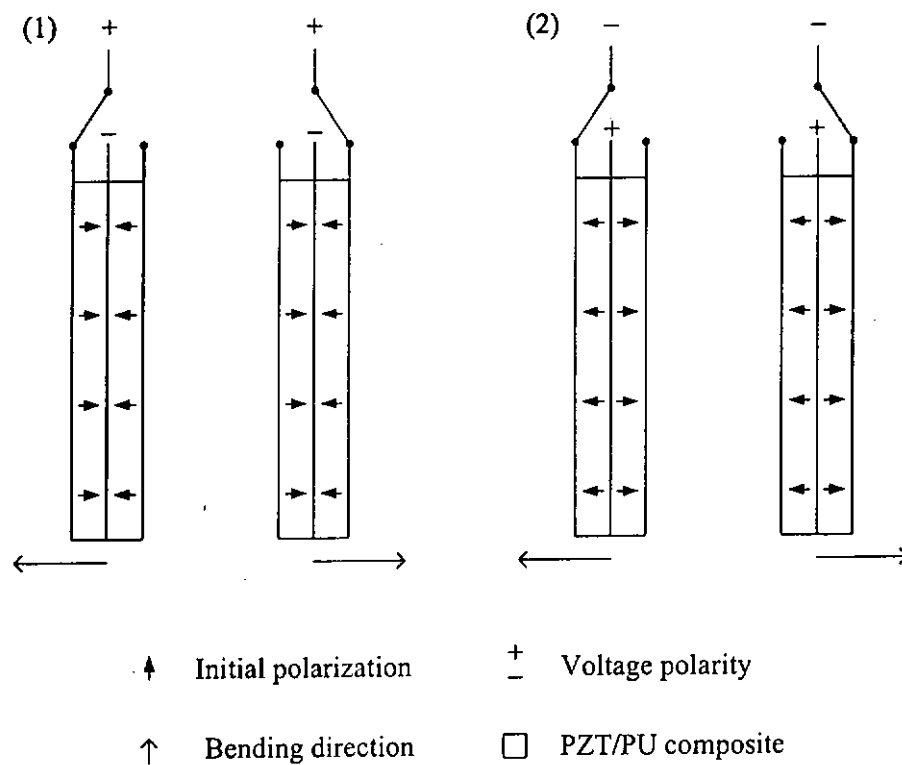 (1) + + (2) − −
− − + +
Initial polarization + − Voltage polarity
Bending direction PZT/PU composite